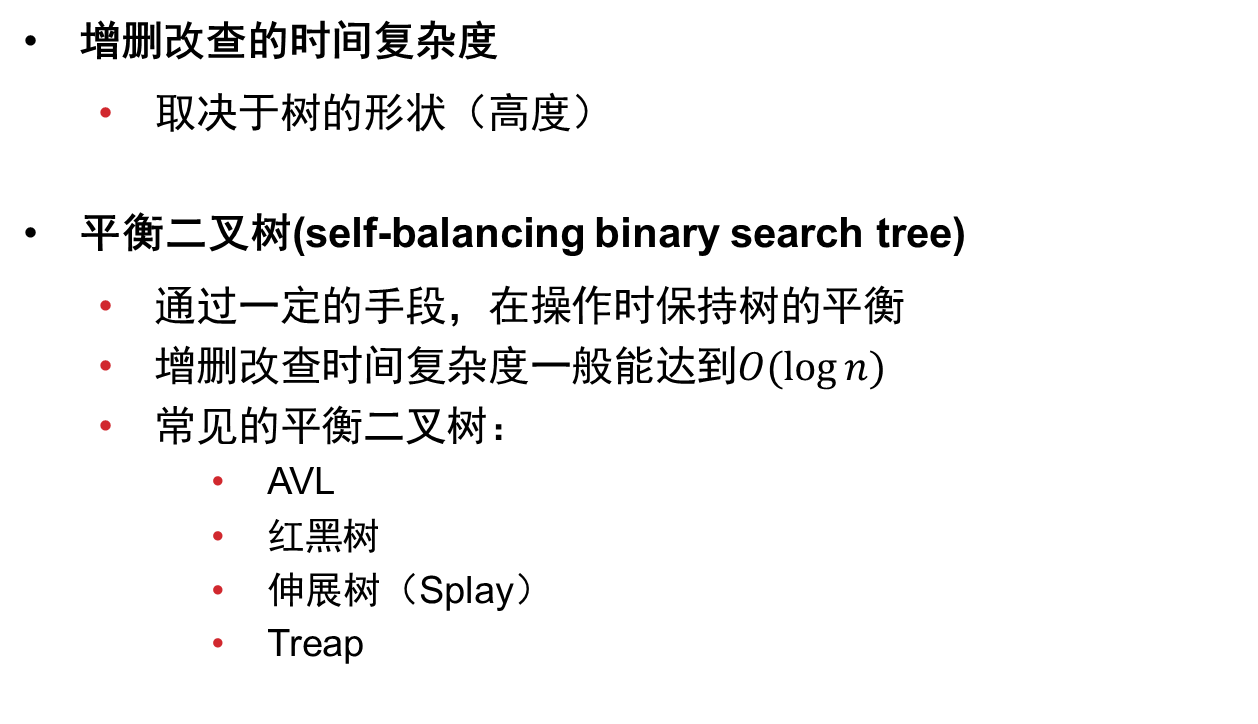 增删改查的时间复杂度
取决于树的形状（高度）
平衡二叉树(self-balancing binary search tree)
通过一定的手段，在操作时保持树的平衡
增删改查时间复杂度一般能达到O(log n)
常见的平衡二叉树：
AVL
红黑树
伸展树（Splay）
Treap